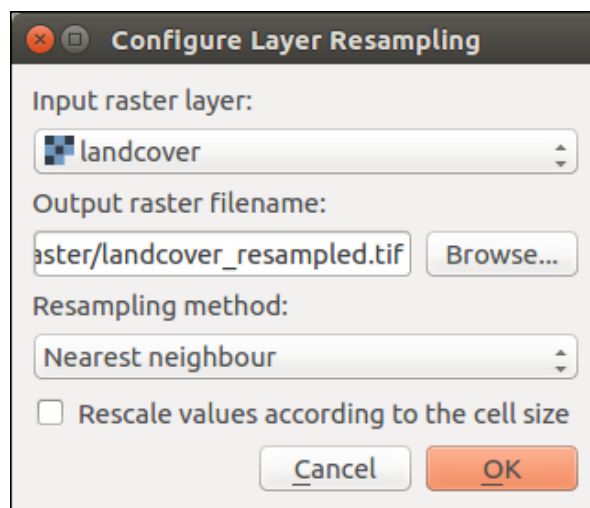 Configure Layer Resampling
Input raster layer:
landcover
Output raster filename:
aster/landcover_resampled.tif Browse...
Resampling method:
Nearest neighbour
Rescale values according to the cell size
Cancel OK